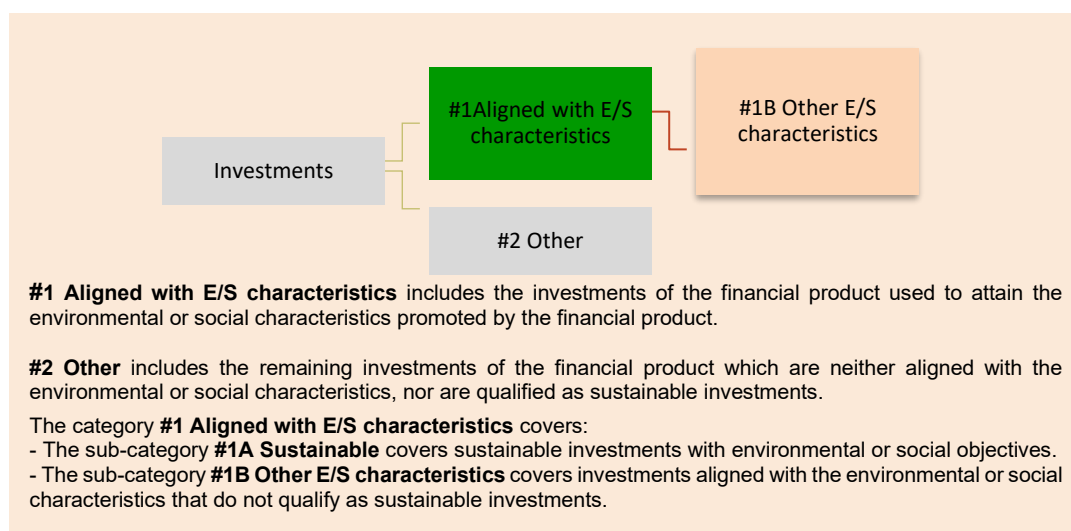 #1Aligned with E/S
characteristics
#1B Other E/S
characteristics
Investments
#2 Other
#1 Aligned with E/S characteristics includes the investments of the financial product used to attain the
environmental or social characteristics promoted by the financial product.
#2 Other includes the remaining investments of the financial product which are neither aligned with the
environmental or social characteristics, nor are qualified as sustainable investments.
The category #1 Aligned with E/S characteristics covers:
- The sub-category #1A Sustainable covers sustainable investments with environmental or social objectives.
- The sub-category #1B Other E/S characteristics covers investments aligned with the environmental or social
characteristics that do not qualify as sustainable investments.